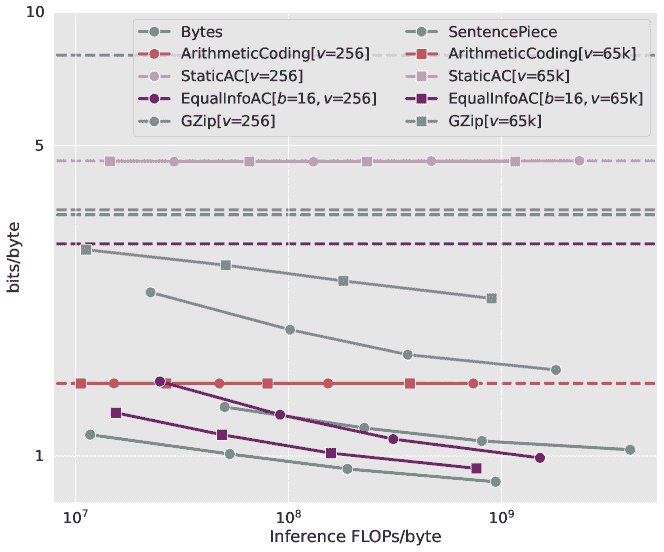 10
Bytes SentencePiece
ArithmeticCoding[v=256] ArithmeticCoding[v=65k]
StaticAC[v=256] StaticAC[v=65k]
EqualInfoAC[b=16, v=256] EqualInfoAC[b=16, v=65k]
GZip[v=256] GZip[v=65k]
5
bits/byte
1
10⁷ 10⁸ 10⁹
Inference FLOPs/byte